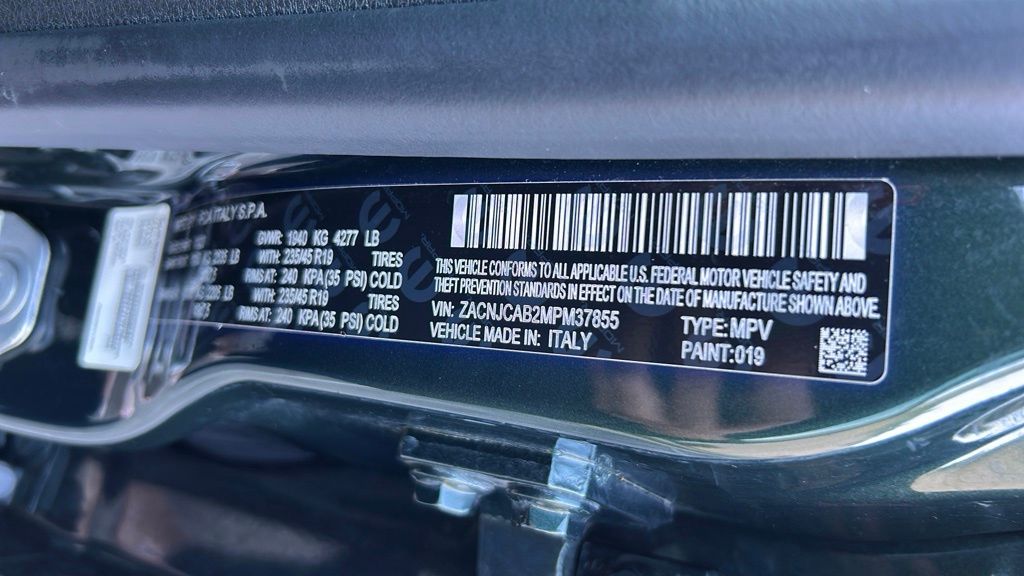 FCA ITALY S.P.A.
GVWR: 1940 KG 4277 LB
WITH: 235/45 R19 TIRES
RIMS AT: 240 KPA(35 PSI) COLD
LB WITH: 235/45 R19 TIRES
RIMS AT: 240 KPA(35 PSI) COLD
THIS VEHICLE CONFORMS TO ALL APPLICABLE U.S. FEDERAL MOTOR VEHICLE SAFETY AND
THEFT PREVENTION STANDARDS IN EFFECT ON THE DATE OF MANUFACTURE SHOWN ABOVE.
VIN: ZACNJCAB2MPM37855
TYPE:MPV
VEHICLE MADE IN: ITALY
PAINT:019